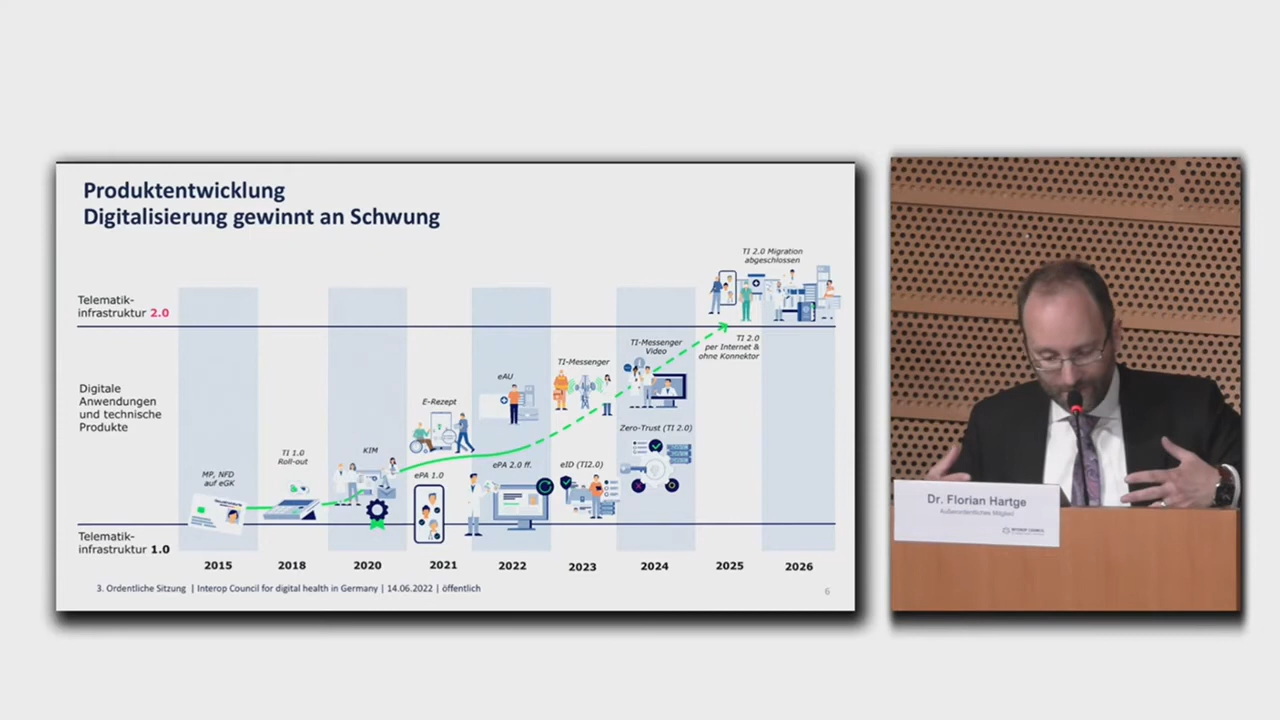 Produktentwicklung
Digitalisierung gewinnt an Schwung
TI 2.0 Migration
abgeschlossen
Telematik-
infrastruktur 2.0
TI 2.0
per Internet &
ohne Konnektor
TI-Messenger
Video
TI-Messenger
eAU
Digitale
Anwendungen
und technische
Produkte
E-Rezept
Zero-Trust (TI 2.0)
KIM
TI 1.0
Roll-out
MP, NFD
auf eGK
ePA 1.0
ePA 2.0 ff.
eID (TI2.0)
Telematik-
infrastruktur 1.0
2015 2018 2020 2021 2022 2023 2024 2025 2026
3. Ordentliche Sitzung | Interop Council for digital health in Germany | 14.06.2022 | öffentlich
6
Dr. Florian Hartge
Außerordentliches Mitglied
INTEROP COUNCIL